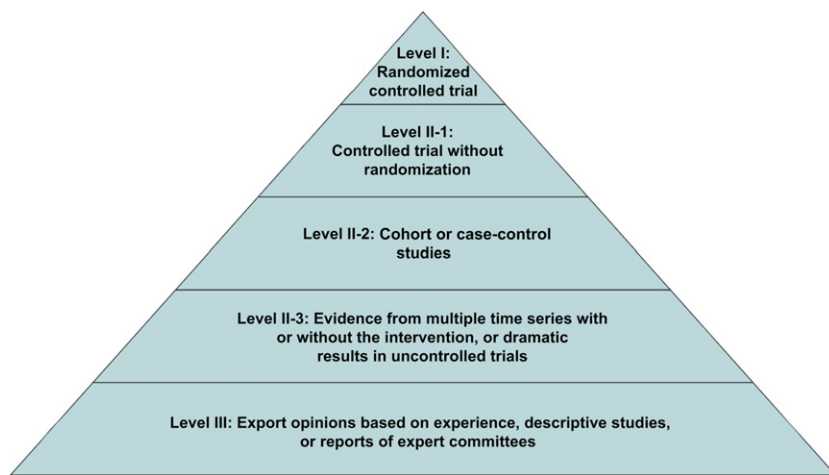 Level I:
Randomized
controlled trial
Level II-1:
Controlled trial without
randomization
Level II-2: Cohort or case-control
studies
Level II-3: Evidence from multiple time series with
or without the intervention, or dramatic
results in uncontrolled trials
Level III: Export opinions based on experience, descriptive studies,
or reports of expert committees